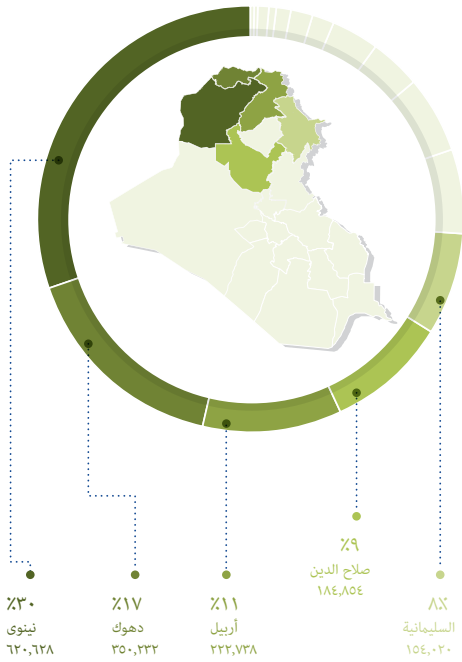 ٪٩
صلاح الدين
١٨٤,٨٥٤
٪٣٠
نينوى
٦٢٠,٦٢٨
٪١٧
دهوك
٣٥٠,٢٣٢
٪١١
أربيل
٢٢٢,٧٣٨
٨٪
السليمانية
١٥٤,٠٢٠